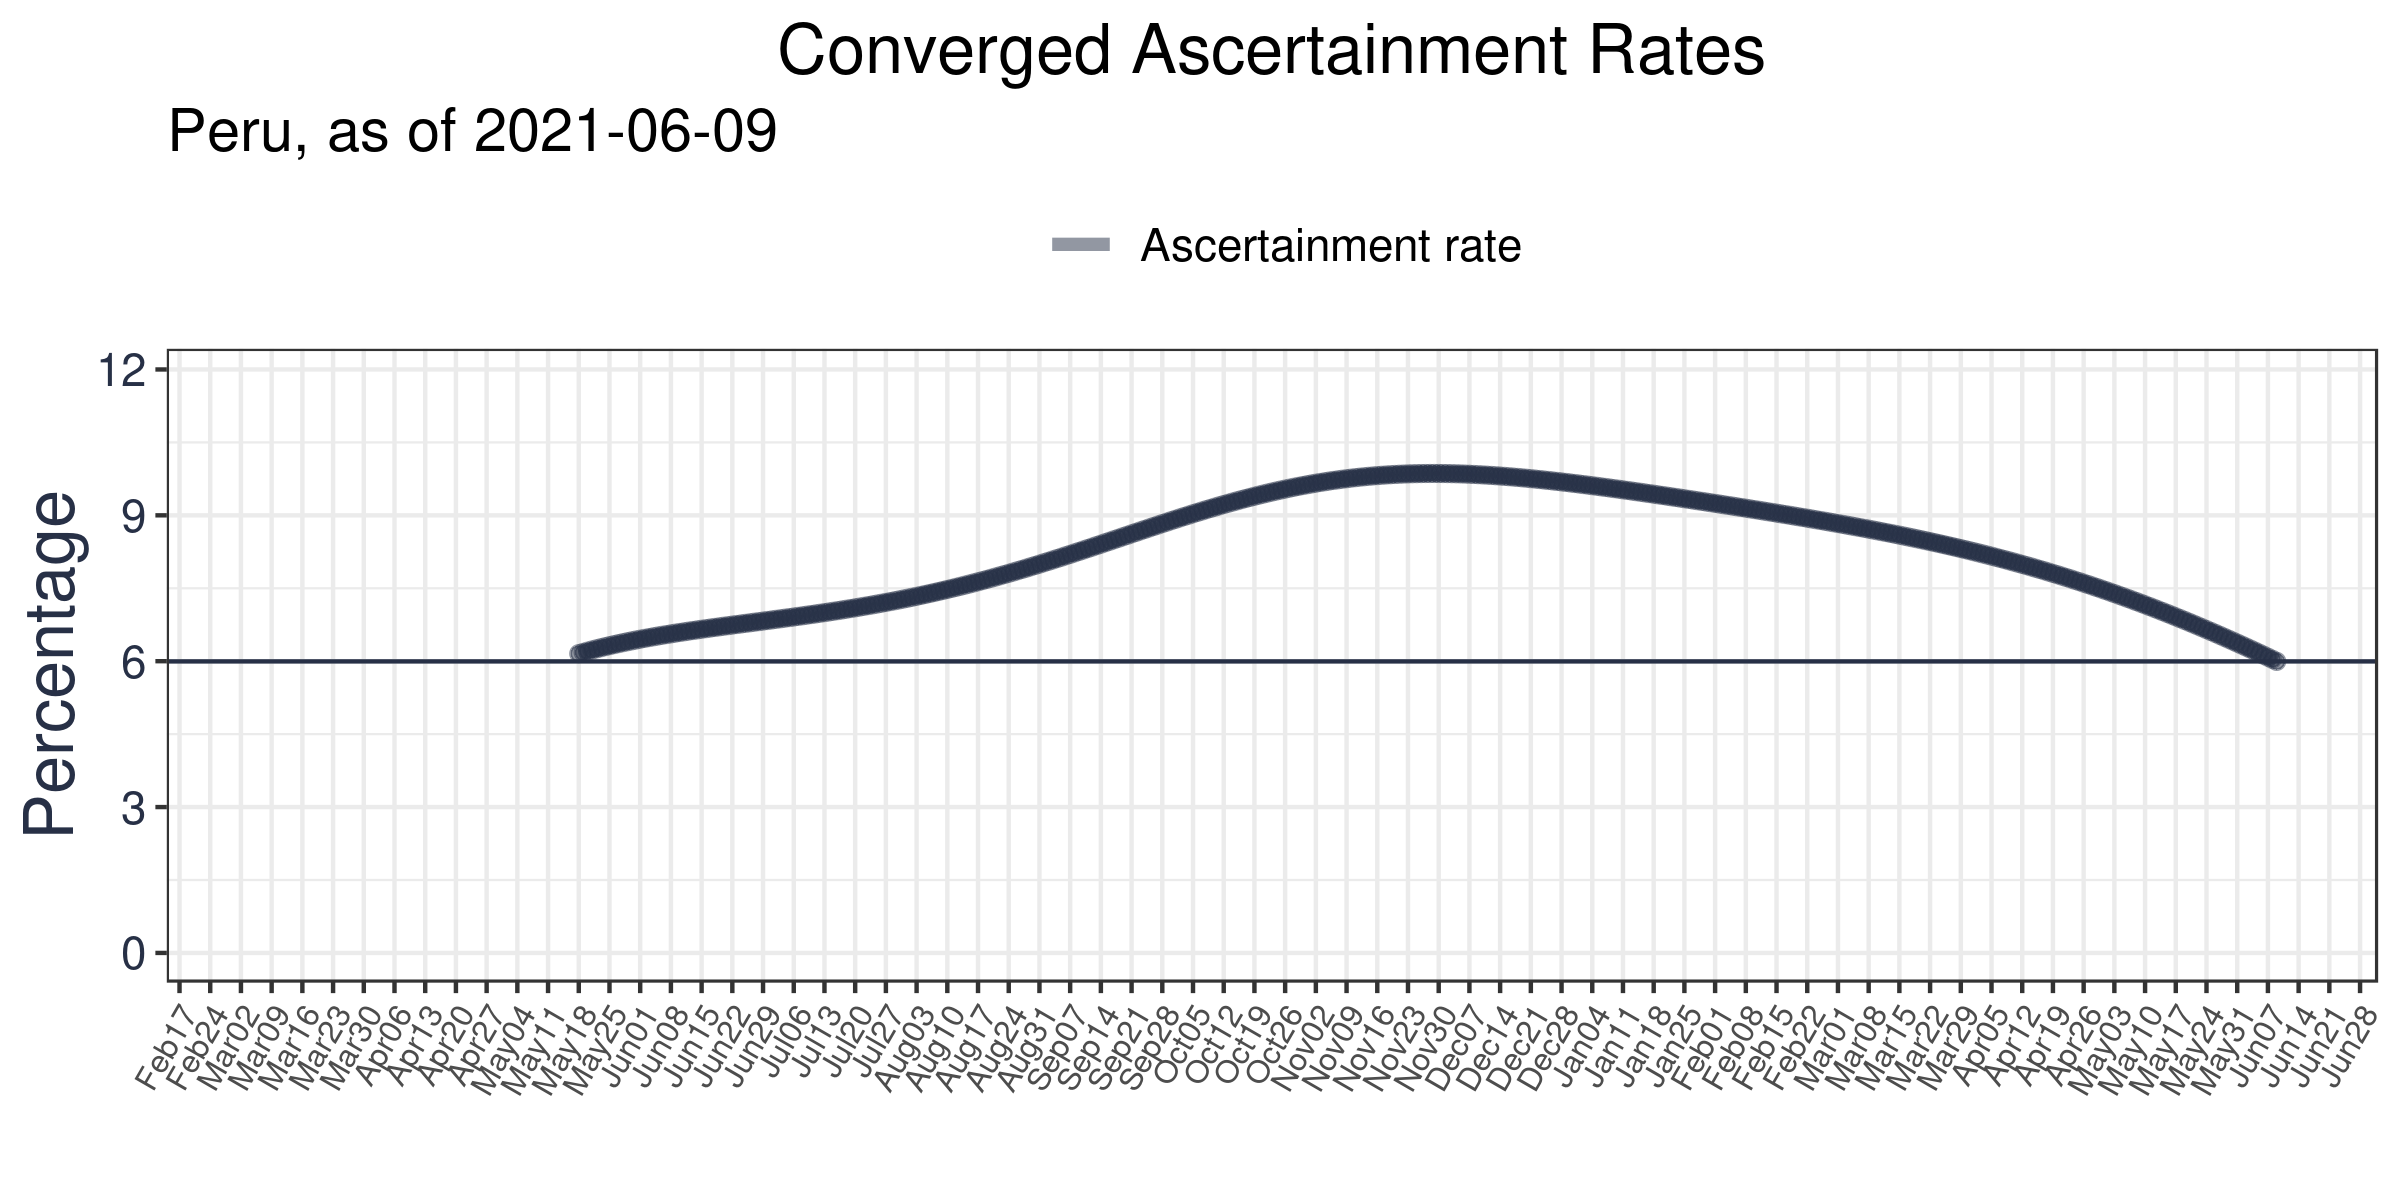 Converged Ascertainment Rates
Peru, as of 2021-06-09
Ascertainment rate
Percentage
12
9
6
3
0
Feb17
Feb24
Mar02
Mar09
Mar16
Mar23
Mar30
Apr06
Apr13
Apr20
Apr27
May04
May11
May18
May25
Jun01
Jun08
Jun15
Jun22
Jun29
Jul06
Jul13
Jul20
Jul27
Aug03
Aug10
Aug17
Aug24
Aug31
Sep07
Sep14
Sep21
Sep28
Oct05
Oct12
Oct19
Oct26
Nov02
Nov09
Nov16
Nov23
Nov30
Dec07
Dec14
Dec21
Dec28
Jan04
Jan11
Jan18
Jan25
Feb01
Feb08
Feb15
Feb22
Mar01
Mar08
Mar15
Mar22
Mar29
Apr05
Apr12
Apr19
Apr26
May03
May10
May17
May24
May31
Jun07
Jun14
Jun21
Jun28